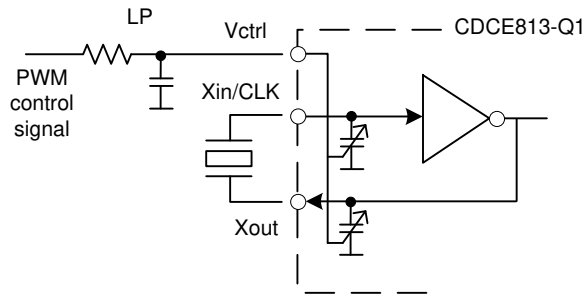 LP
Vctrl
CDCE813-Q1
PWM
control
signal
Xin/CLK
Xout